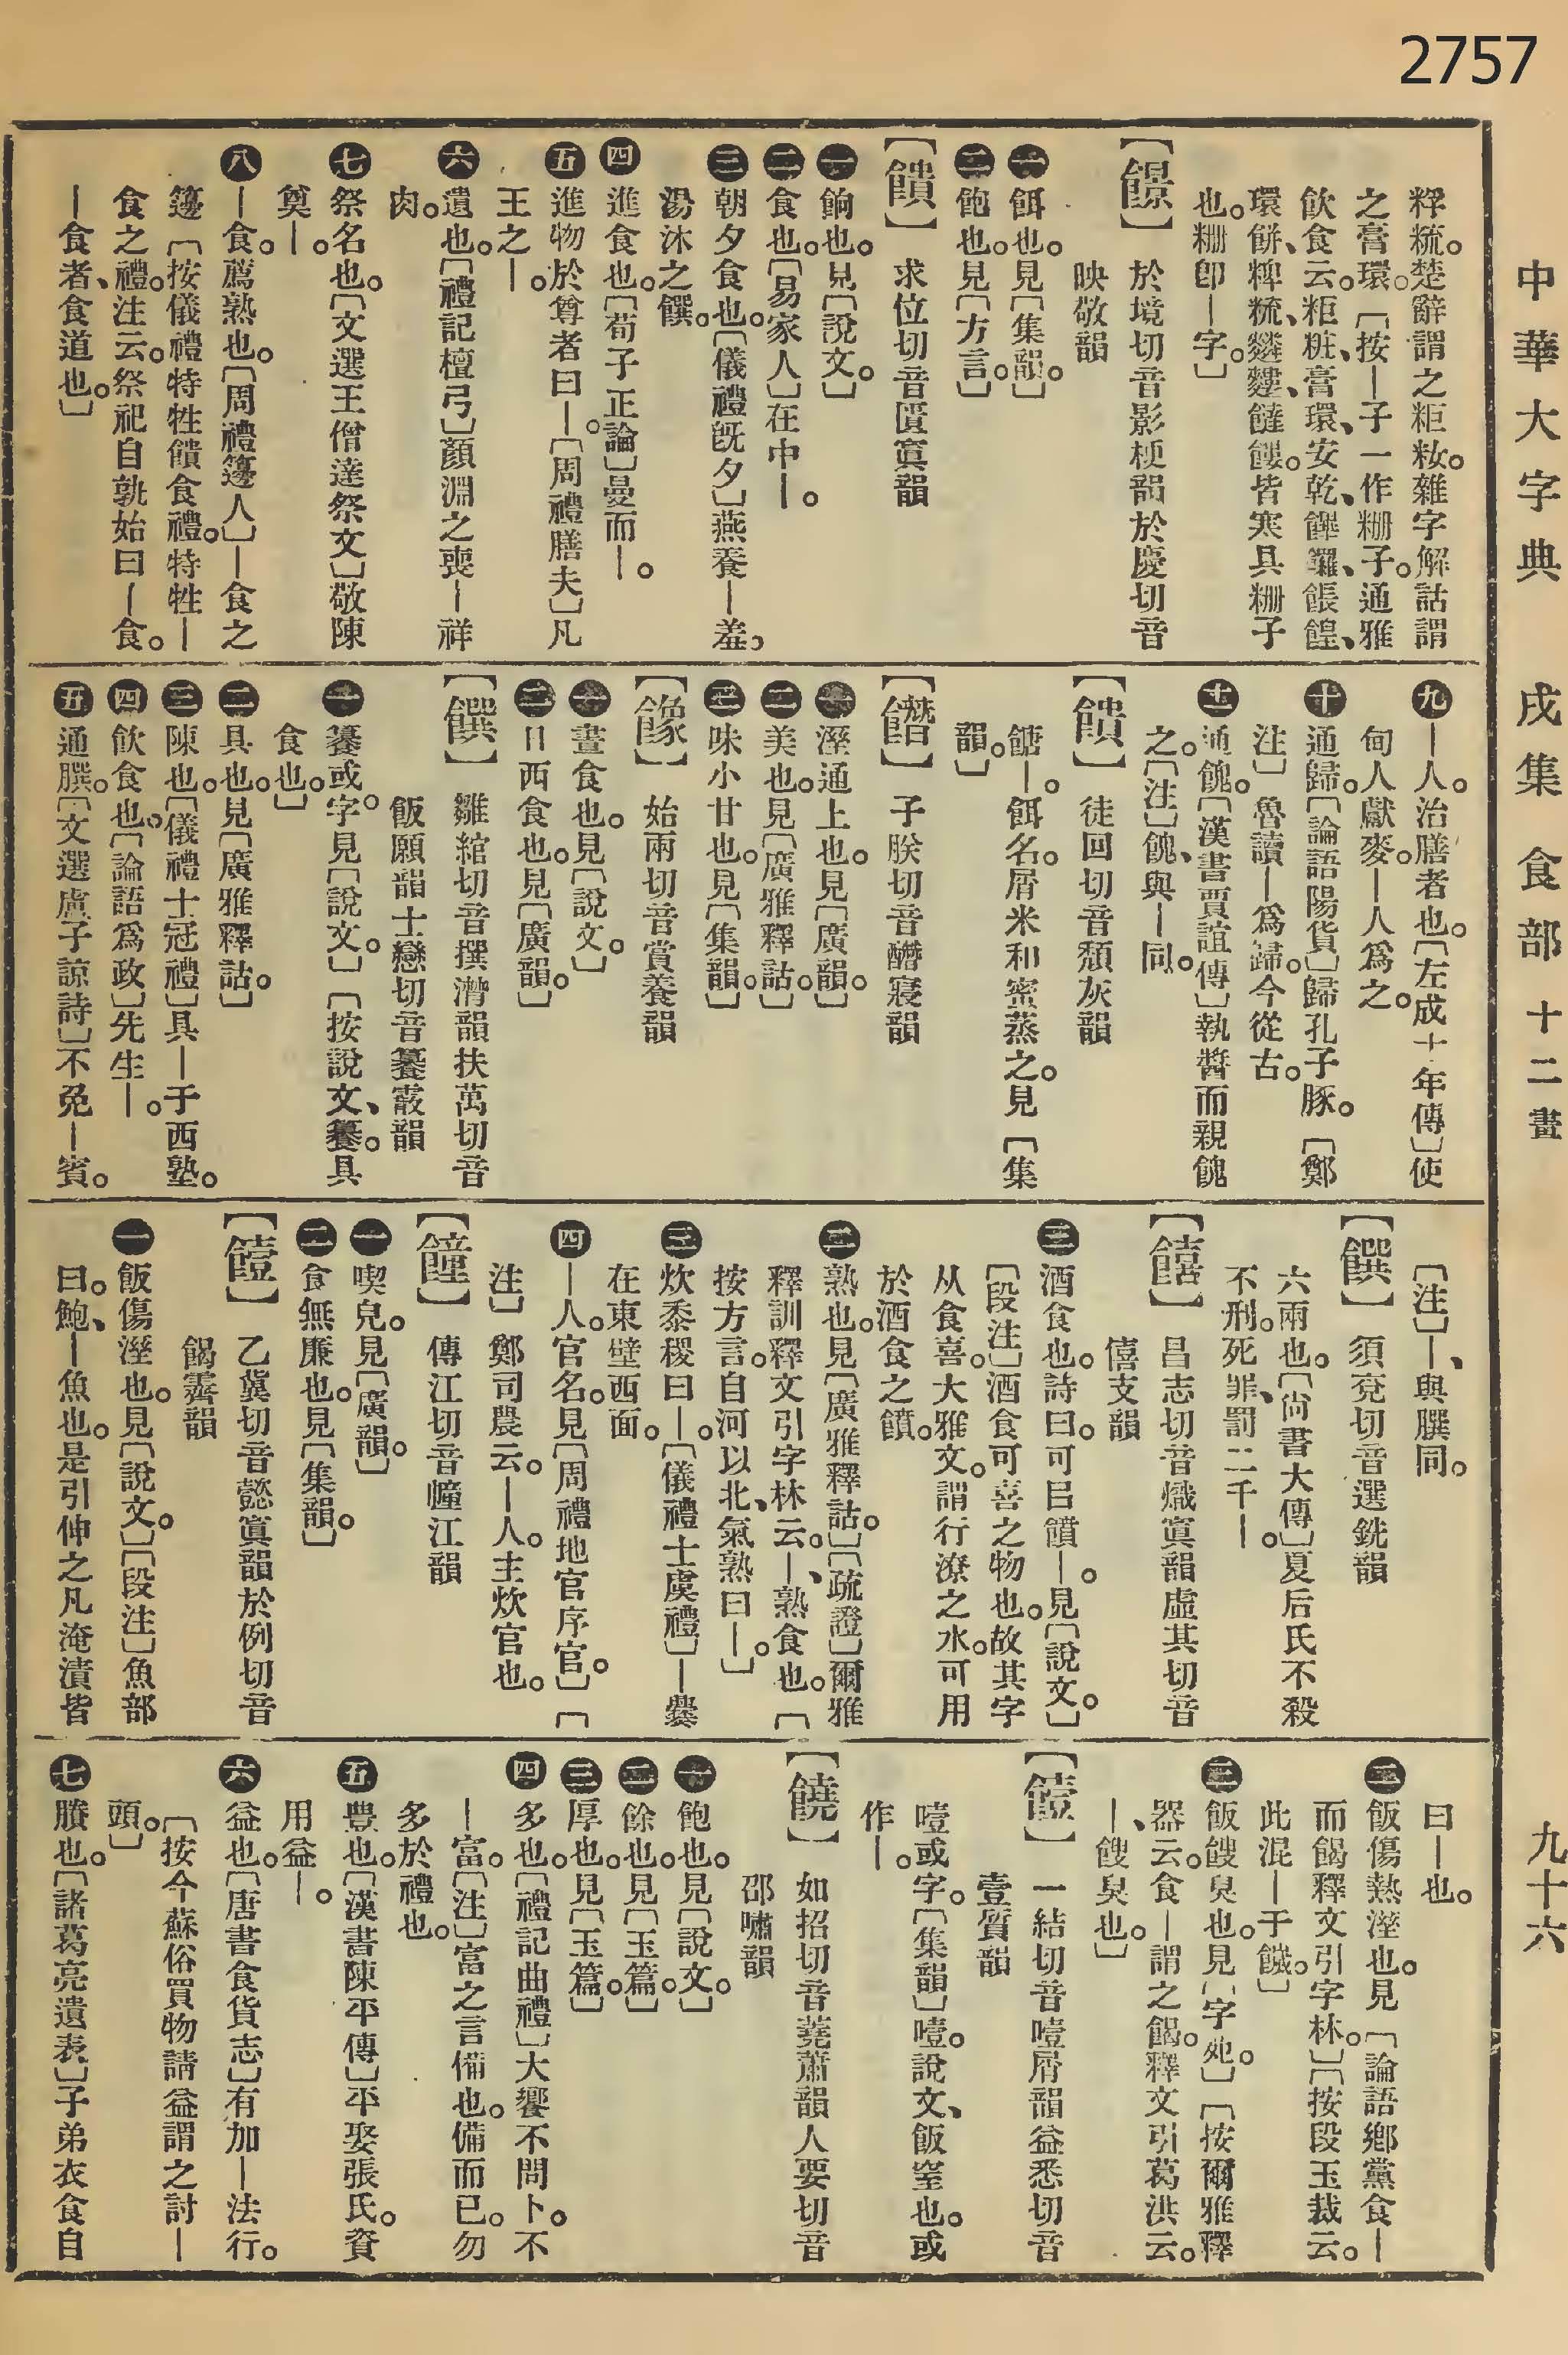 2757
中華大字典 戌集 食部 十二畫 九十六
粰䊧。楚辭謂之粔籹。雜字解詁謂
之膏環。〔按｜子一作粣子。通雅
飲食云。粔粧、膏環、安乾、饆饠、餦餭、
環餅、粺䊧、䴼䴹、饊餭。皆寒具粣子
也。粣卽｜字。〕
【䭘】於境切音影梗韻於慶切音
映敬韻
㊀餌也。見〔集韻。〕
㊁飽也。見〔方言。〕
【饋】求位切音匱寘韻
㊀餉也。見〔說文。〕
㊁食也。〔易家人〕在中｜。
㊂朝夕食也。〔儀禮旣夕〕燕養｜羞。
湯沐之饌。
㊃進食也。〔荀子正論〕曼而｜。
㊄進物於尊者曰｜。〔周禮膳夫〕凡
王之｜。
㊅遺也。〔禮記檀弓〕顏淵之喪｜祥
肉。
㊆祭名也。〔文選王僧達祭文〕敬陳
奠｜。
㊇｜食。薦熟也。〔周禮籩人〕｜食之
籩〔按儀禮特牲饋食禮。特牲｜
食之禮。注云。祭祀自孰始曰｜食。
｜食者、食道也。〕
㊈｜人。治膳者也。〔左成十年傳〕使
甸人獻麥。｜人爲之。
㊉通歸。〔論語陽貨〕歸孔子豚。〔鄭
注〕魯讀｜爲歸。今從古。
⑪通餽。〔漢書賈誼傳〕執醬而親餽
之。〔注〕餽、與｜同。
【䭔】徒回切音頹灰韻
䭚｜。餌名。屑米和蜜蒸之。見〔集
韻。〕
【䭙】子朕切音醋寢韻
㊀溼通上也。見〔廣韻。〕
㊁美也。見〔廣雅釋詁。〕
㊂味小甘也。見〔集韻。〕
【餯】始兩切音賞養韻
㊀晝食也。見〔說文。〕
㊁日西食也。見〔廣韻。〕
【饌】雛綰切音撰潸韻扶萬切音
飯願韻士戀切音籑霰韻
㊀籑或字。見〔說文。〕〔按說文、籑。具
食也。〕
㊁具也。見〔廣雅釋詁。〕
㊂陳也。〔儀禮士冠禮〕具｜于西塾。
㊃飲食也。〔論語爲政〕先生｜。
㊄通䏈。〔文選盧子諒詩〕不免｜賓。
〔注〕｜、與䏈同。
【饌】須兗切音選銑韻
六兩也。〔尙書大傳〕夏后氏不殺
不刑。死罪、罰二千｜。
【饎】昌志切音熾寘韻虛其切音
僖支韻
㊀酒食也。詩曰。可㠯饙｜。見〔說文。〕
〔段注〕酒食可喜之物也。故其字
从食喜。大雅文。謂行潦之水。可用
於酒食之饙。
㊁熟也。見〔廣雅釋詁。〕〔疏證〕爾雅
釋訓釋文引字林云。｜、熟食也。〔
按方言。自河以北、氣熟曰｜。〕
㊂炊黍稷曰｜。〔儀禮士虞禮〕｜爨
在東壁西面。
㊃｜人。官名。見〔周禮地官序官。〕〔
注〕鄭司農云。｜人。主炊官也。
【䭚】傳江切音幢江韻
㊀喫皃。見〔廣韻。〕
㊁食無廉也。見〔集韻。〕
【饐】乙冀切音懿寘韻於例切音
餲霽韻
㊀飯傷溼也。見〔說文。〕〔段注〕魚部
曰。鮑、｜魚也。是引伸之凡淹漬皆
曰｜也。
㊁飯傷熱溼也。見〔論語鄕黨食｜
而餲釋文引字林。〕〔按段玉裁云。
此混｜于饖。〕
㊂飯餿臭也。見〔字苑。〕〔按爾雅釋
器云。食｜謂之餲。釋文引葛洪云。
｜、餿臭也。〕
【饐】一結切音噎屑韻益悉切音
壹質韻
噎或字。〔集韻〕噎。說文、飯窒也。或
作｜。
【饒】如招切音蕘蕭韻人要切音
邵嘯韻
㊀飽也。見〔說文。〕
㊁餘也。見〔玉篇。〕
㊂厚也。見〔玉篇。〕
㊃多也。〔禮記曲禮〕大饗不問卜。不
｜富。〔注〕富之言備也。備而已。勿
多於禮也。
㊄豐也。〔漢書陳平傳〕平娶張氏。資
用益｜。
㊅益也。〔唐書食貨志〕有加｜法行。
〔按今蘇俗買物請益謂之討｜
頭。〕
㊆賸也。〔諸葛亮遺表〕子弟衣食自